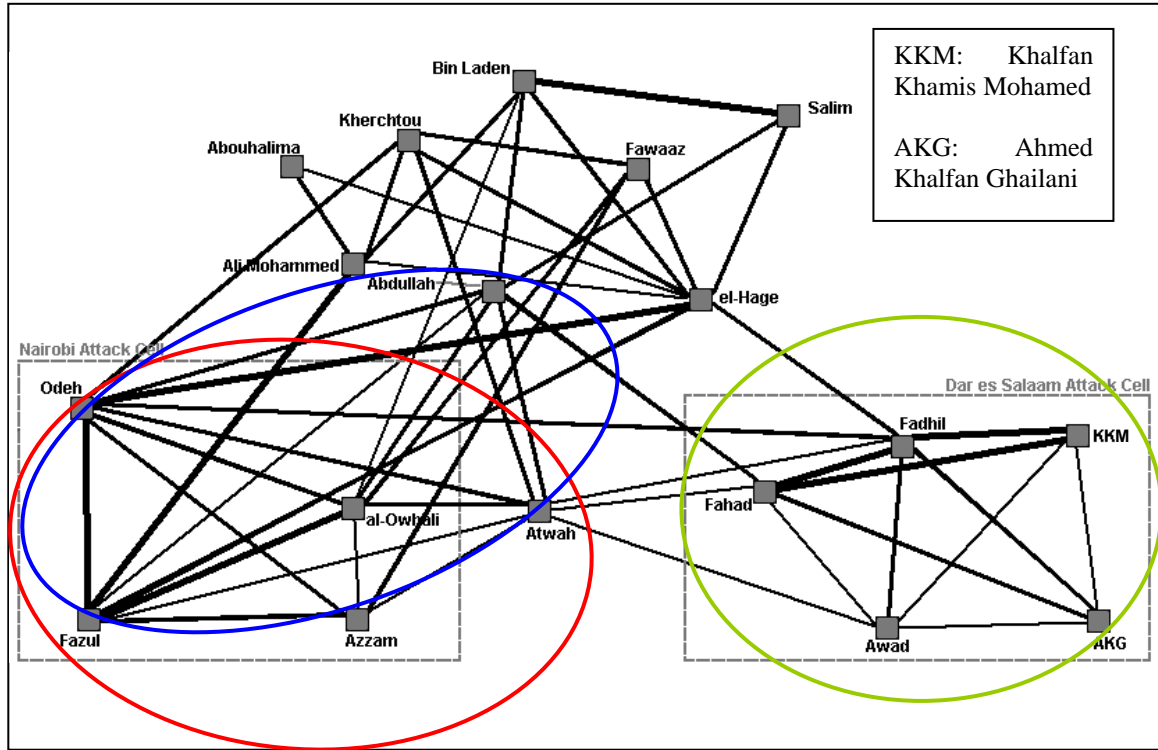 KKM: Khalfan
Khamis Mohamed
AKG: Ahmed
Khalfan Ghailani
Bin Laden
Salim
Kherchtou
Abouhalima
Fawaaz
Ali Mohammed
Abdullah
el-Hage
Nairobi Attack Cell
Odeh
Dar es Salaam Attack Cell
Fadhil
KKM
Fahad
al-Owhali
Atwah
Fazul
Azzam
Awad
AKG